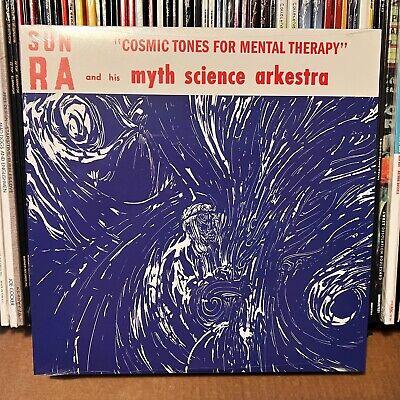 SUN
RA
"COSMIC TONES FOR MENTAL THERAPY"
and his myth science arkestra